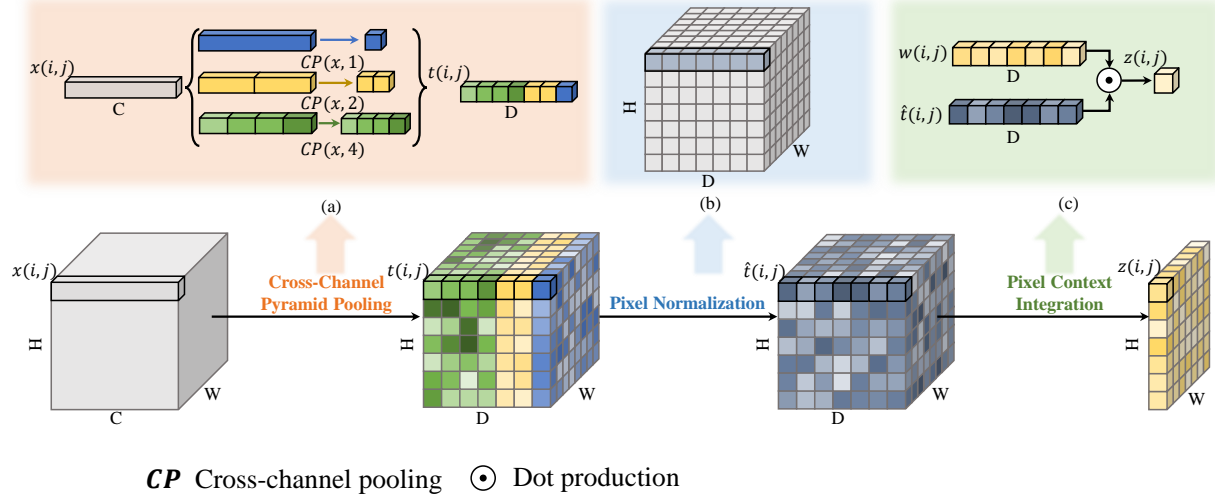 x(i,j)
C
CP(x,1)
CP(x,2)
CP(x,4)
t(i,j)
D
H
D
W
w(i,j)
D
z(i,j)
t̂(i,j)
D
(a)
(b)
(c)
x(i,j)
H
C
W
Cross-Channel
Pyramid Pooling
t(i,j)
H
D
W
Pixel Normalization
t̂(i,j)
H
D
W
Pixel Context
Integration
z(i,j)
H
W
CP Cross-channel pooling ⊙ Dot production